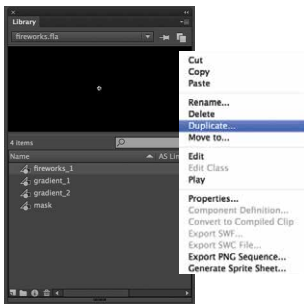 Library
fireworks.fla
4 items
Name
AS Lin
fireworks_1
gradient_1
gradient_2
mask
Cut
Copy
Paste
Rename...
Delete
Duplicate...
Move to...
Edit
Edit Class
Play
Properties...
Component Definition...
Convert to Compiled Clip
Export SWF...
Export SWC File...
Export PNG Sequence...
Generate Sprite Sheet...